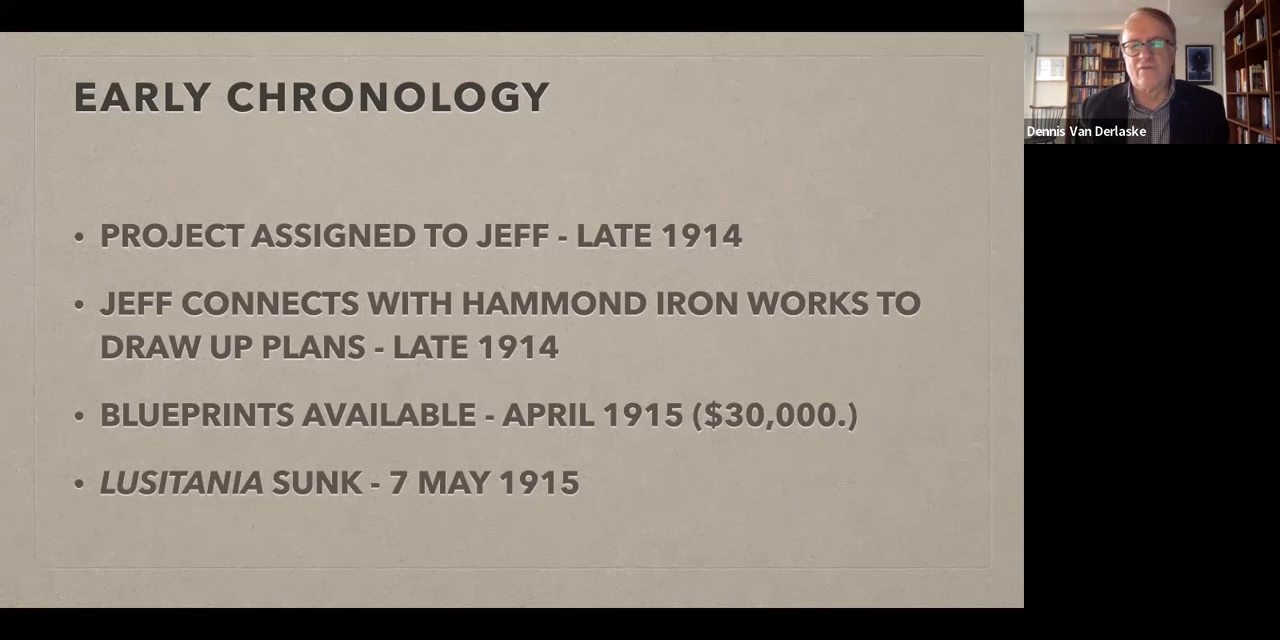 EARLY CHRONOLOGY
• PROJECT ASSIGNED TO JEFF - LATE 1914
• JEFF CONNECTS WITH HAMMOND IRON WORKS TO
DRAW UP PLANS - LATE 1914
• BLUEPRINTS AVAILABLE - APRIL 1915 ($30,000.)
• LUSITANIA SUNK - 7 MAY 1915
Dennis Van Derlaske